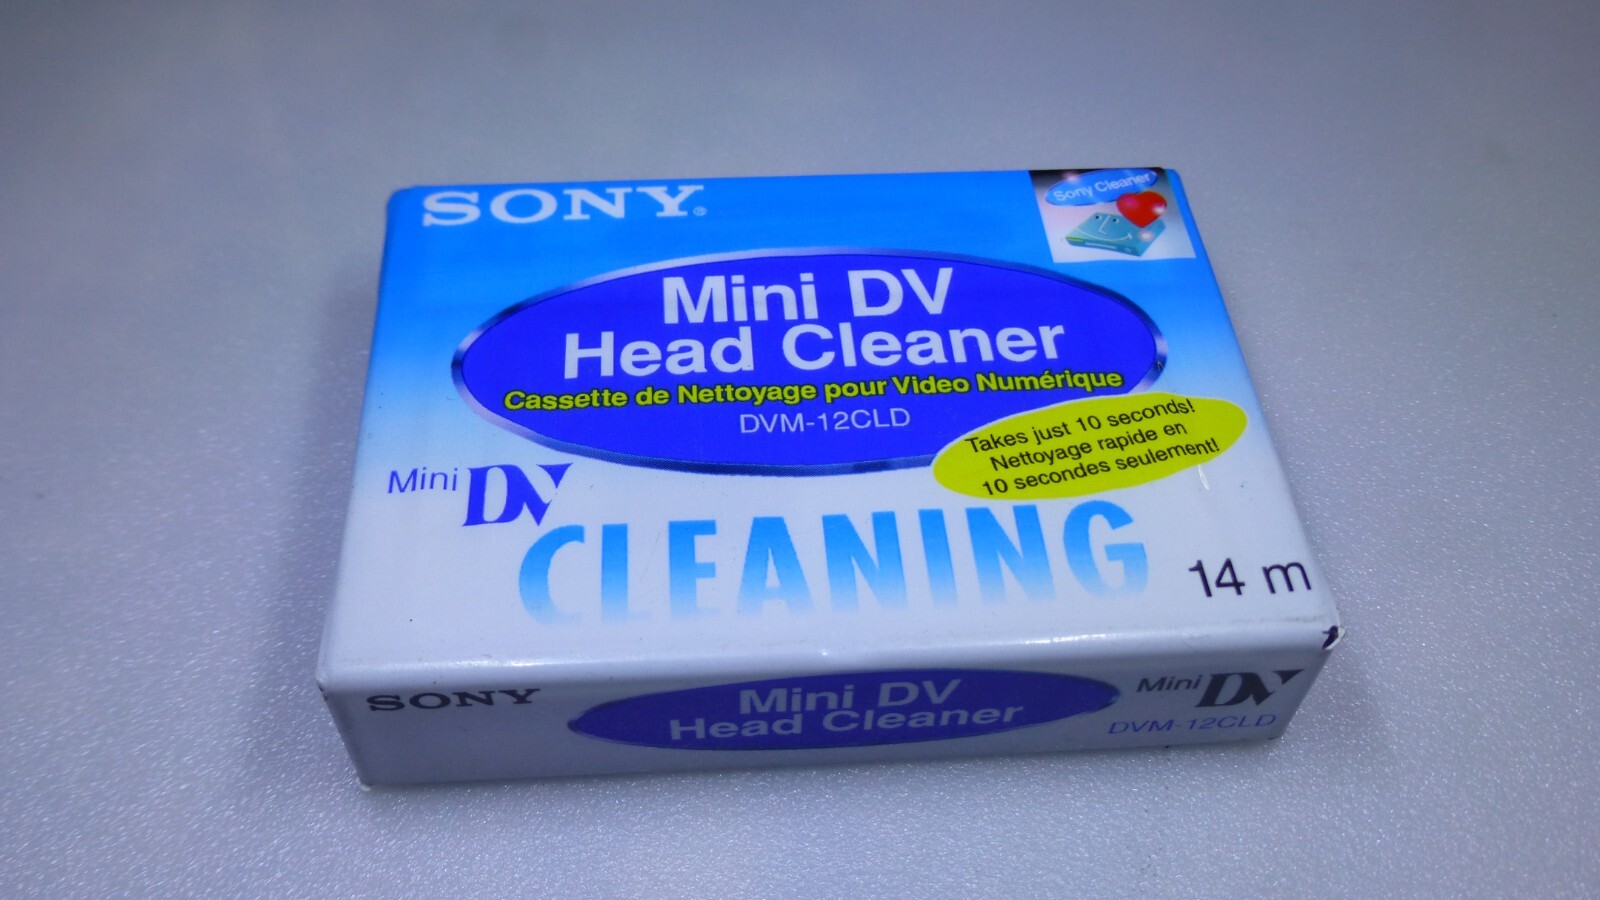 SONY®
Sony Cleaner
Mini DV
Head Cleaner
Cassette de Nettoyage pour Video Numérique
DVM-12CLD
Takes just 10 seconds!
Nettoyage rapide en
10 secondes seulement!
Mini DV
CLEANING
14 m
SONY
Mini DV
Head Cleaner
Mini DV
DVM-12CLD